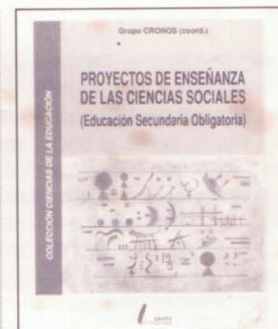 Grupo CRONOS (coord.)
PROYECTOS DE ENSEÑANZA
DE LAS CIENCIAS SOCIALES
(Educación Secundaria Obligatoria)
COLECCIÓN CIENCIAS DE LA EDUCACIÓN